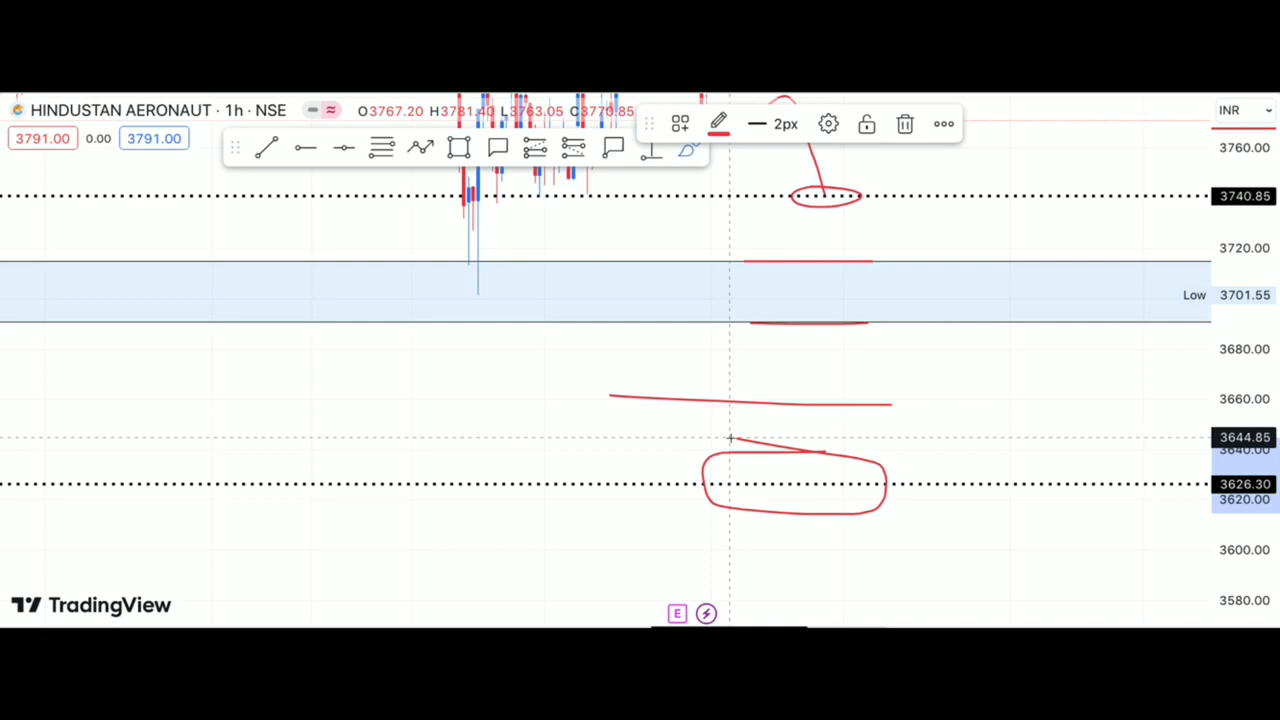 HINDUSTAN AERONAUT · 1h · NSE
O3767.20 H3781.40 L3763.05 C3770.85
INR
3791.00 0.00 3791.00
2px
3760.00
3740.85
3720.00
Low 3701.55
3680.00
3660.00
3644.85
3640.00
3626.30
3620.00
3600.00
3580.00
E
TradingView